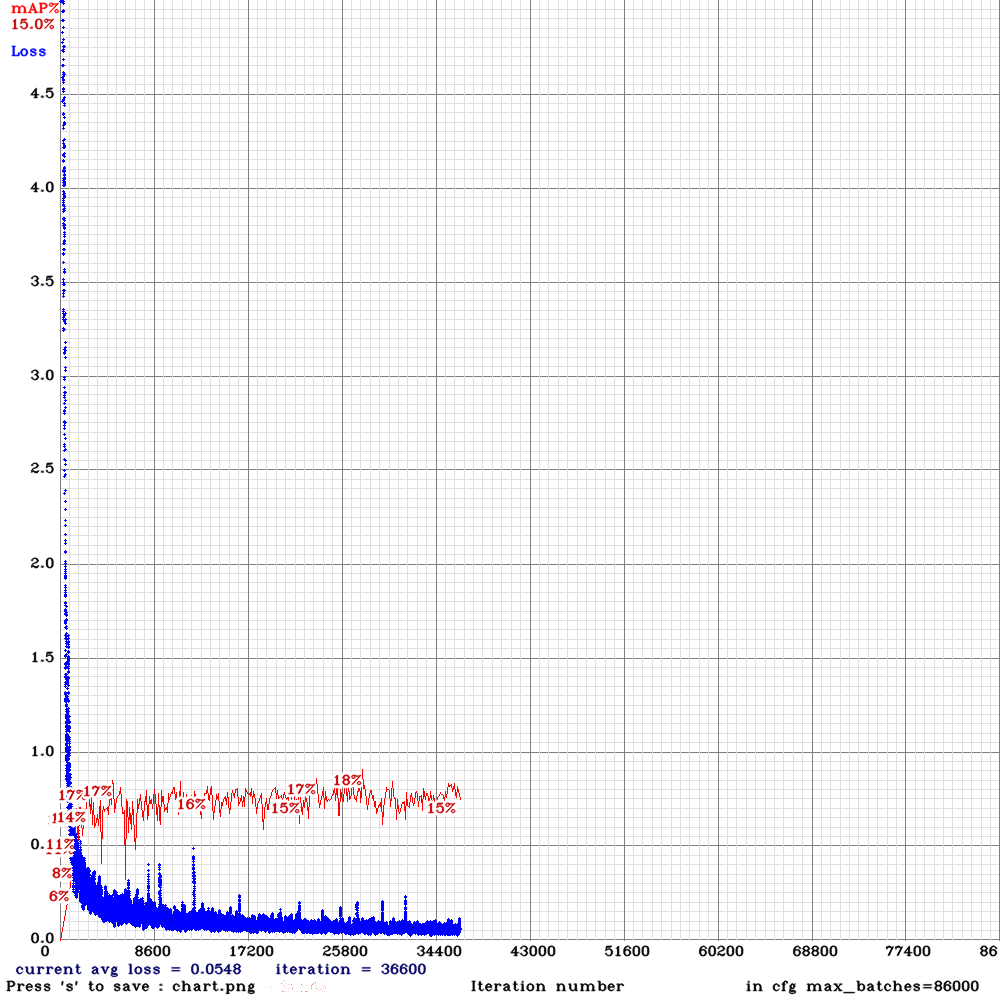 mAP%
15.0%
Loss
4.5
4.0
3.5
3.0
2.5
2.0
1.5
1.0
18%
17% 17% 17%
16% 15% 15%
14%
0. 11%
8%
6%
0.0
0 8600 17200 25800 34400 43000 51600 60200 68800 77400 86
current avg loss = 0.0548 iteration = 36600
Press 's' to save : chart.png Iteration number in cfg max_batches=86000